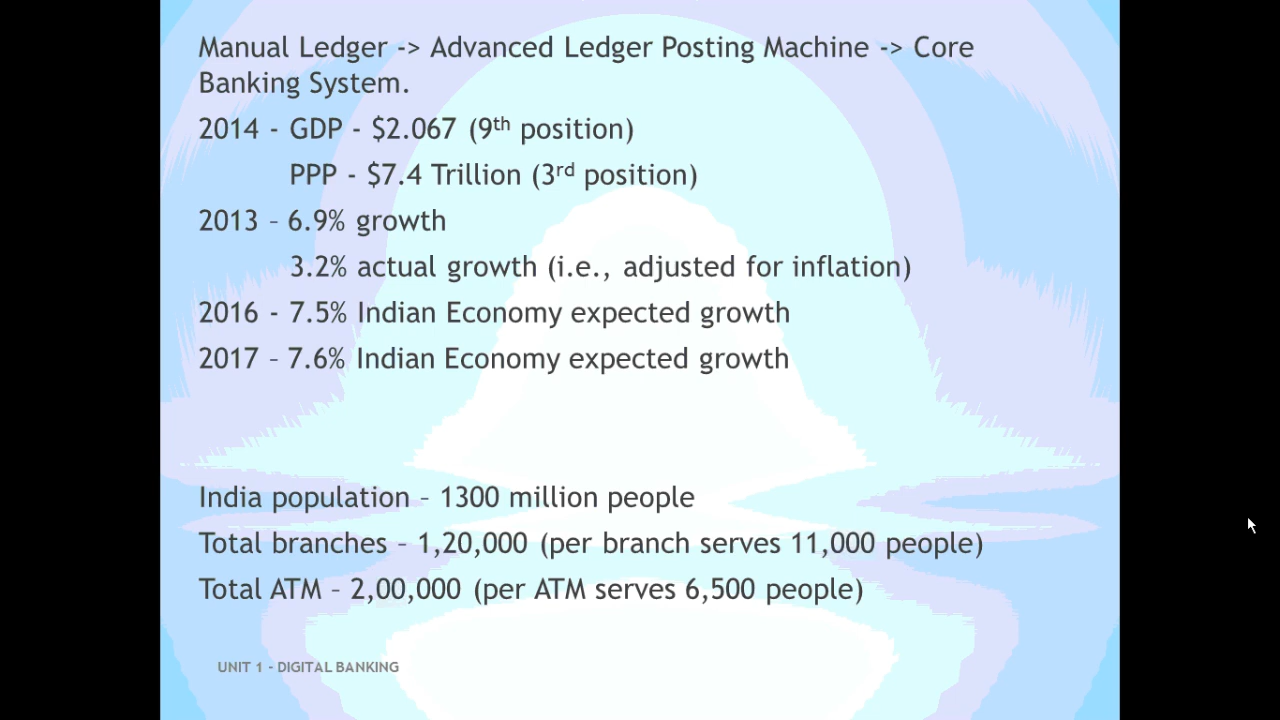 Manual Ledger -> Advanced Ledger Posting Machine -> Core
Banking System.
2014 - GDP - $2.067 (9th position)
PPP - $7.4 Trillion (3rd position)
2013 – 6.9% growth
3.2% actual growth (i.e., adjusted for inflation)
2016 - 7.5% Indian Economy expected growth
2017 – 7.6% Indian Economy expected growth
India population – 1300 million people
Total branches – 1,20,000 (per branch serves 11,000 people)
Total ATM – 2,00,000 (per ATM serves 6,500 people)
UNIT 1 - DIGITAL BANKING